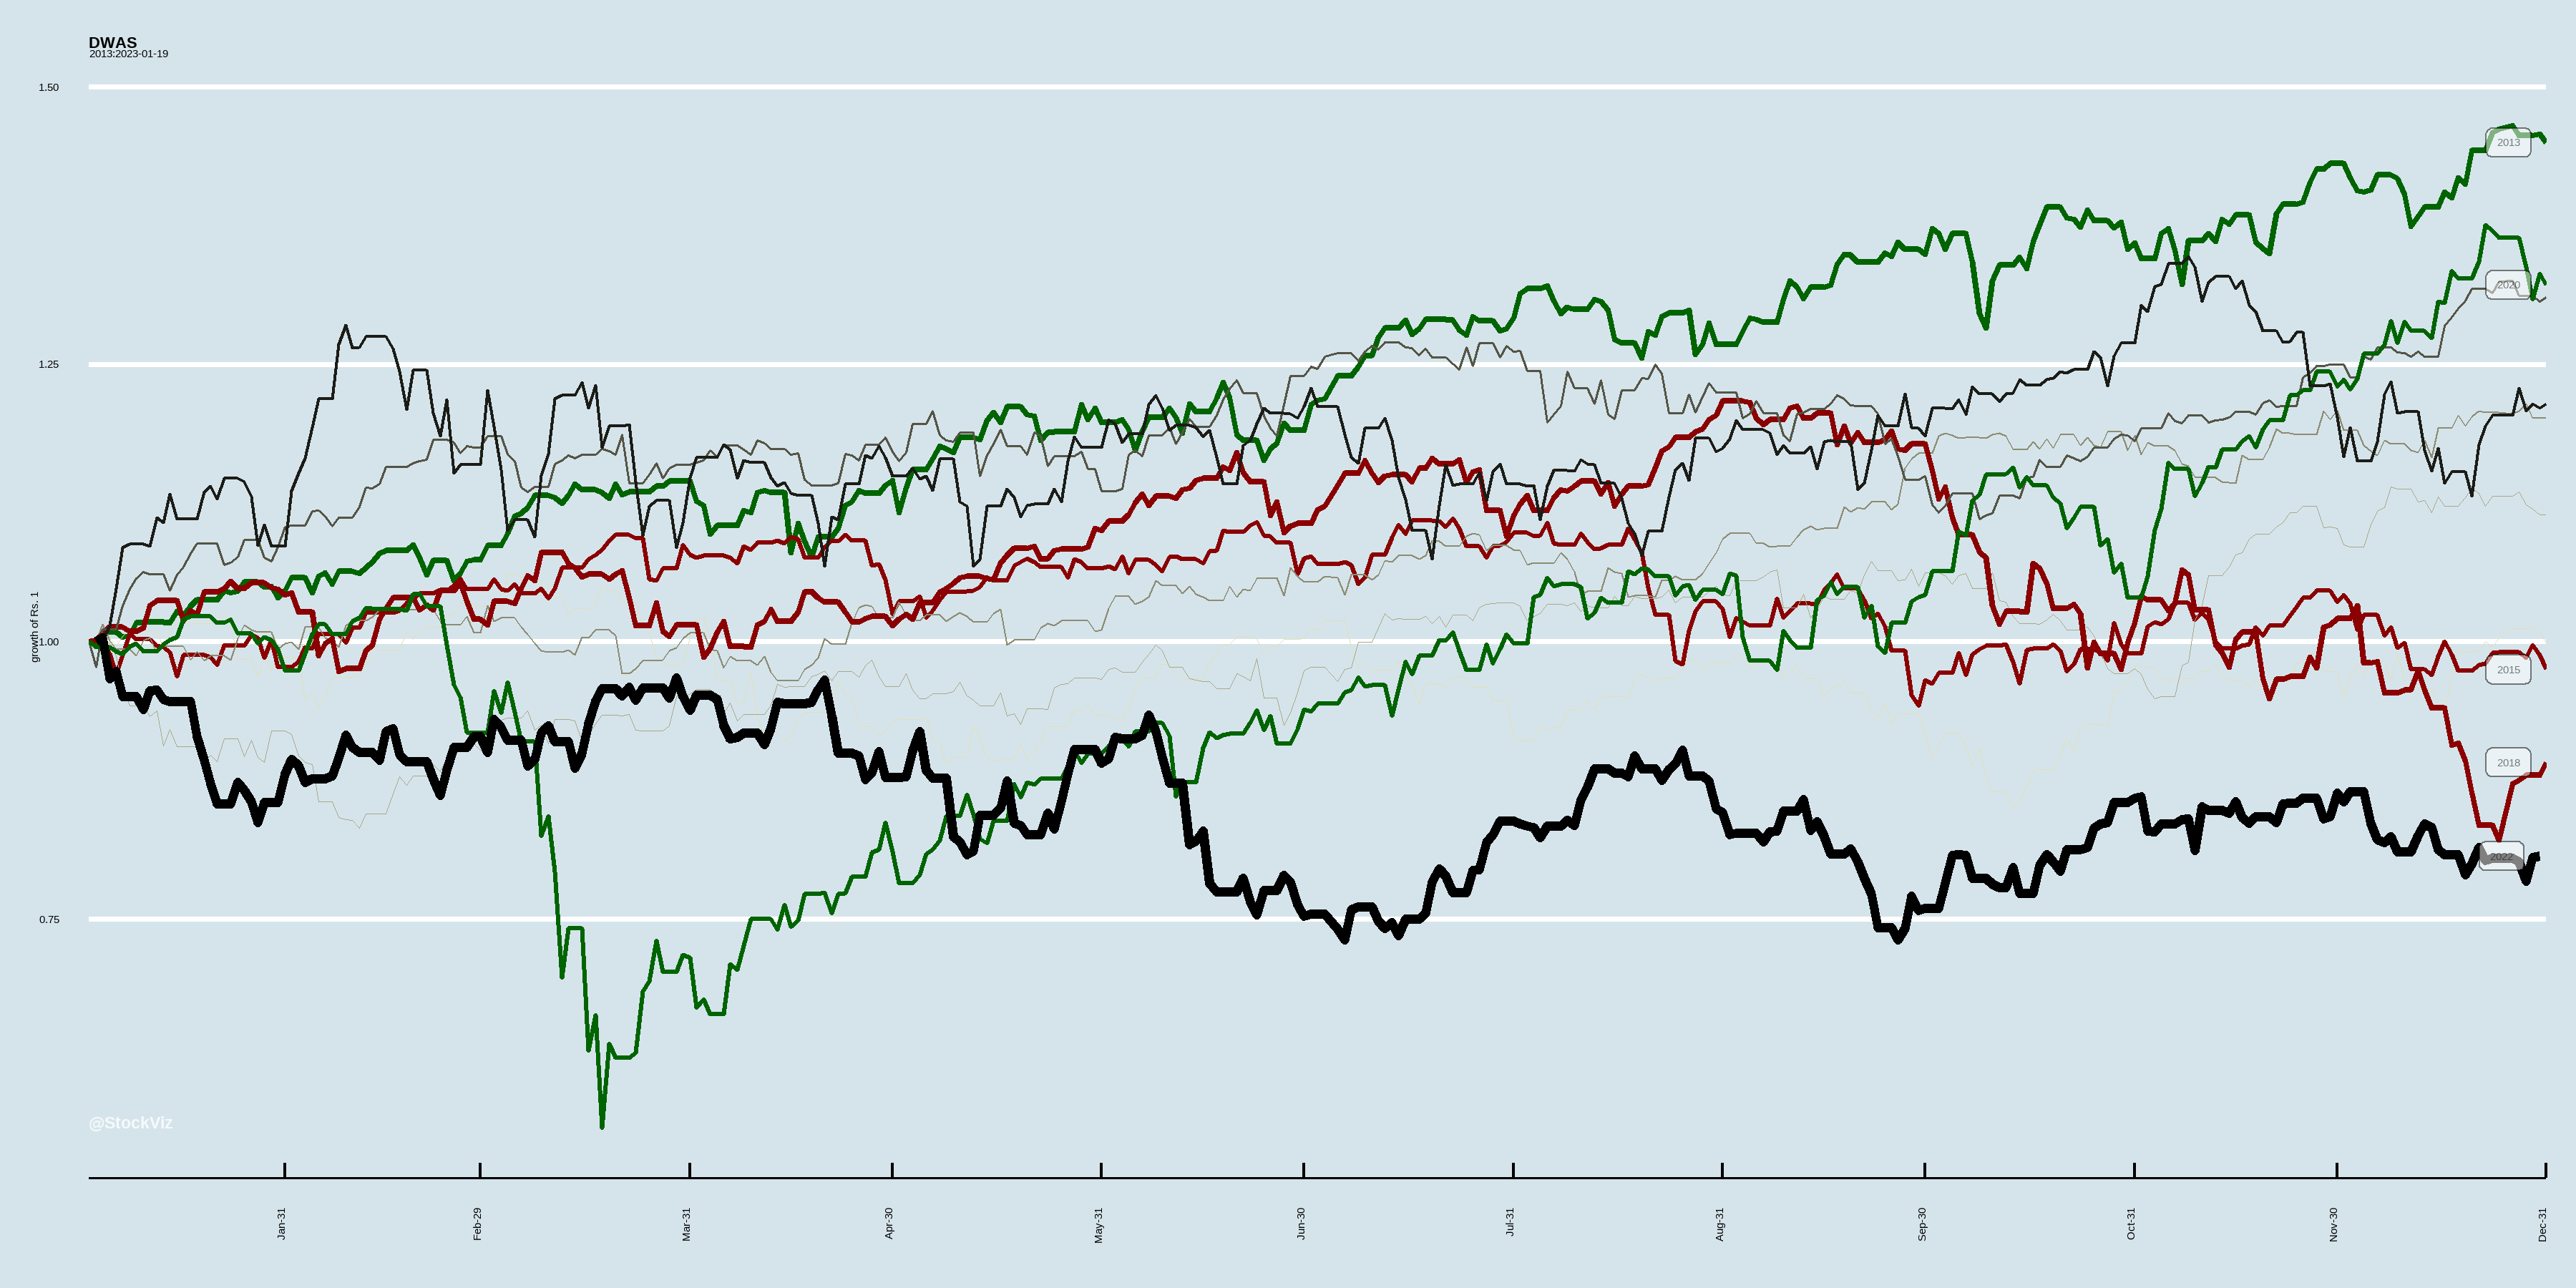 DWAS
2013:2023-01-19
1.50
1.25
1.00
0.75
growth of Rs. 1
2013
2020
2015
2018
2022
@StockViz
Jan-31
Feb-29
Mar-31
Apr-30
May-31
Jun-30
Jul-31
Aug-31
Sep-30
Oct-31
Nov-30
Dec-31